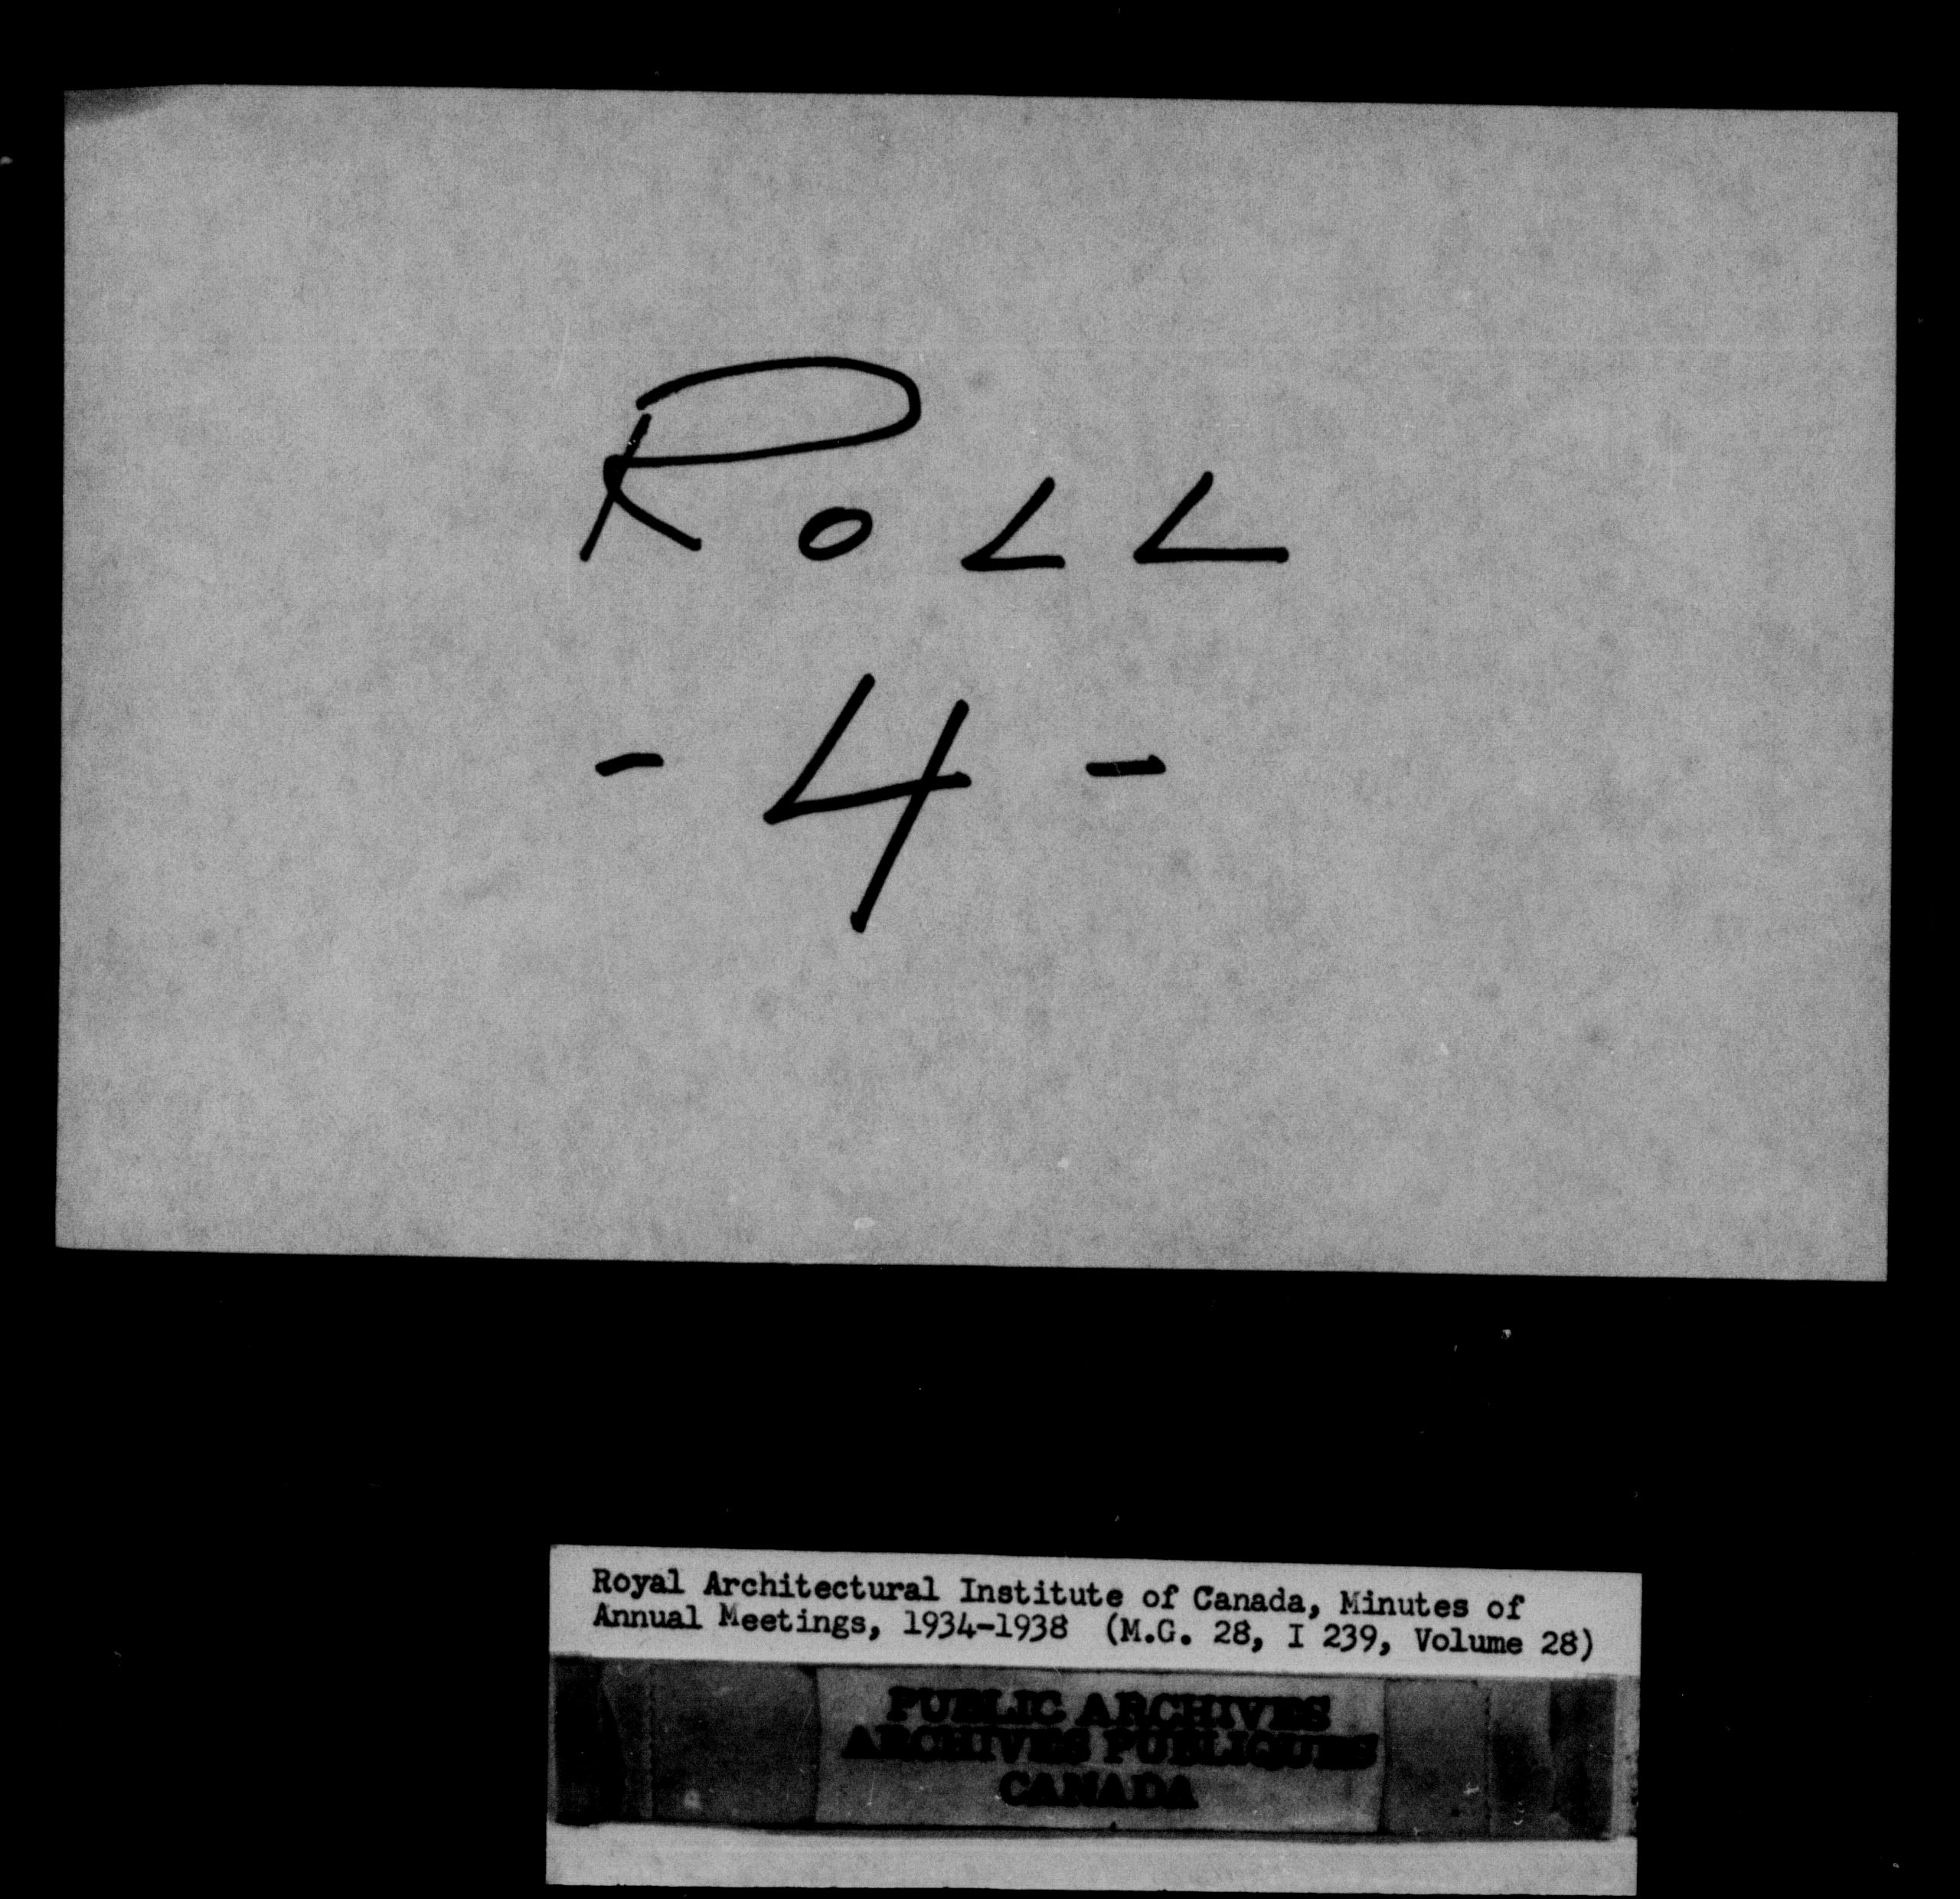 ROLL
- 4 -
Royal Architectural Institute of Canada, Minutes of
Annual Meetings, 1934-1938 (M.G. 28, I 239, Volume 28)
PUBLIC ARCHIVES
ARCHIVES PUBLIQUES
CANADA